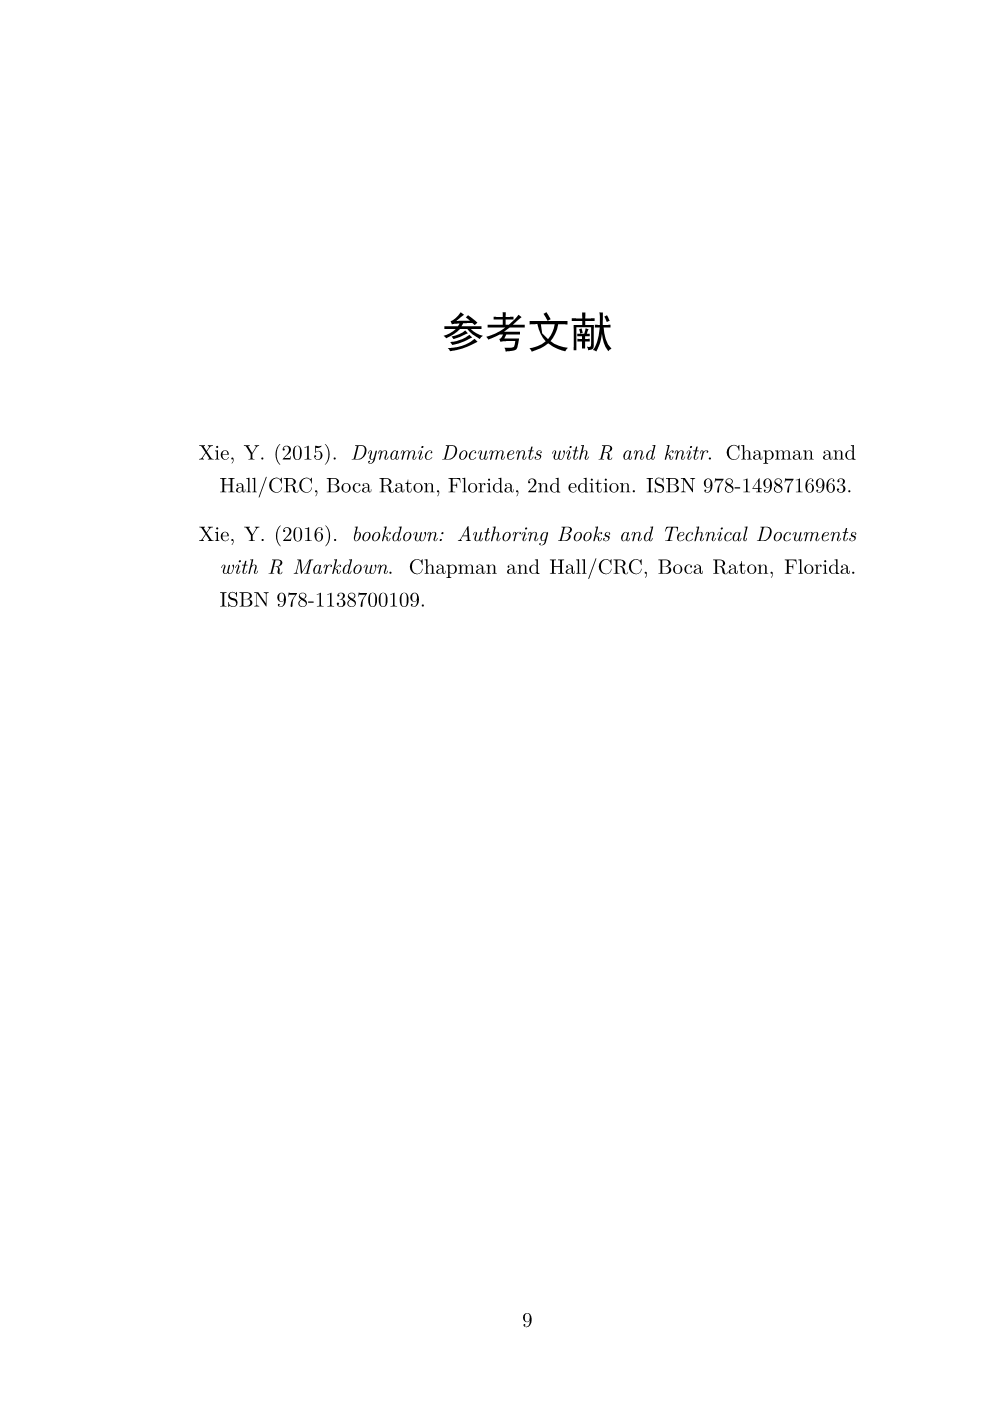 参考文献
Xie, Y. (2015). Dynamic Documents with R and knitr. Chapman and
Hall/CRC, Boca Raton, Florida, 2nd edition. ISBN 978-1498716963.
Xie, Y. (2016). bookdown: Authoring Books and Technical Documents
with R Markdown. Chapman and Hall/CRC, Boca Raton, Florida.
ISBN 978-1138700109.
9